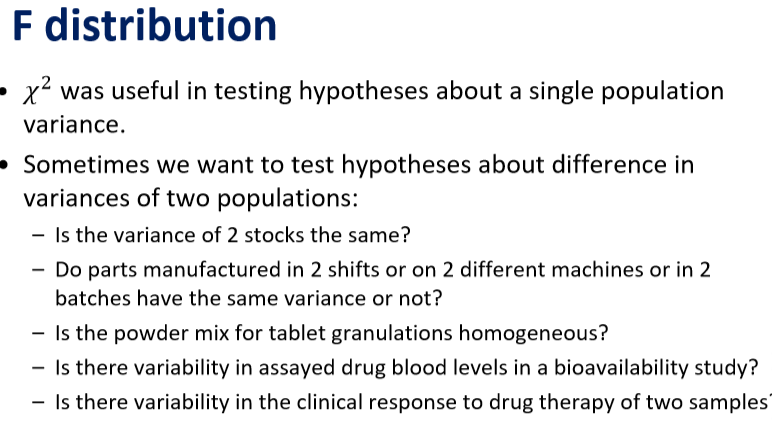 F distribution
• χ² was useful in testing hypotheses about a single population
variance.
• Sometimes we want to test hypotheses about difference in
variances of two populations:
– Is the variance of 2 stocks the same?
– Do parts manufactured in 2 shifts or on 2 different machines or in 2
batches have the same variance or not?
– Is the powder mix for tablet granulations homogeneous?
– Is there variability in assayed drug blood levels in a bioavailability study?
– Is there variability in the clinical response to drug therapy of two samples